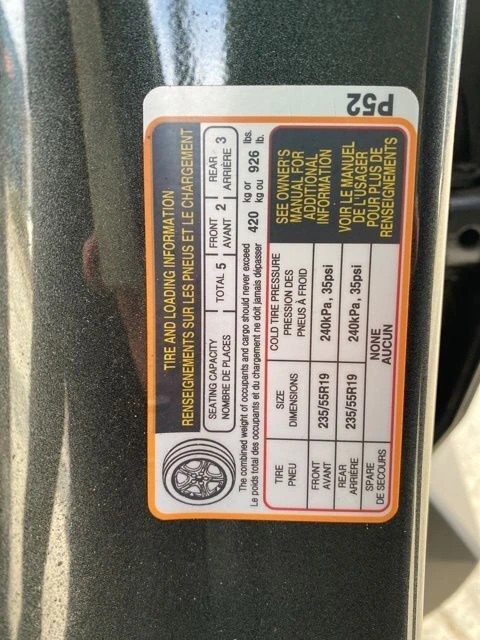 P52
TIRE AND LOADING INFORMATION
RENSEIGNEMENTS SUR LES PNEUS ET LE CHARGEMENT
SEATING CAPACITY
NOMBRE DE PLACES
TOTAL 5
FRONT
AVANT
2
REAR
ARRIÈRE
3
The combined weight of occupants and cargo should never exceed
Le poids total des occupants et du chargement ne doit jamais dépasser
420 kg or
kg ou
926 lbs.
lb.
TIRE
PNEU
SIZE
DIMENSIONS
COLD TIRE PRESSURE
PRESSION DES
PNEUS À FROID
FRONT
AVANT
235/55R19
240kPa, 35psi
REAR
ARRIÈRE
235/55R19
240kPa, 35psi
SPARE
DE SECOURS
NONE
AUCUN
SEE OWNER'S
MANUAL FOR
ADDITIONAL
INFORMATION
VOIR LE MANUEL
DE L'USAGER
POUR PLUS DE
RENSEIGNEMENTS